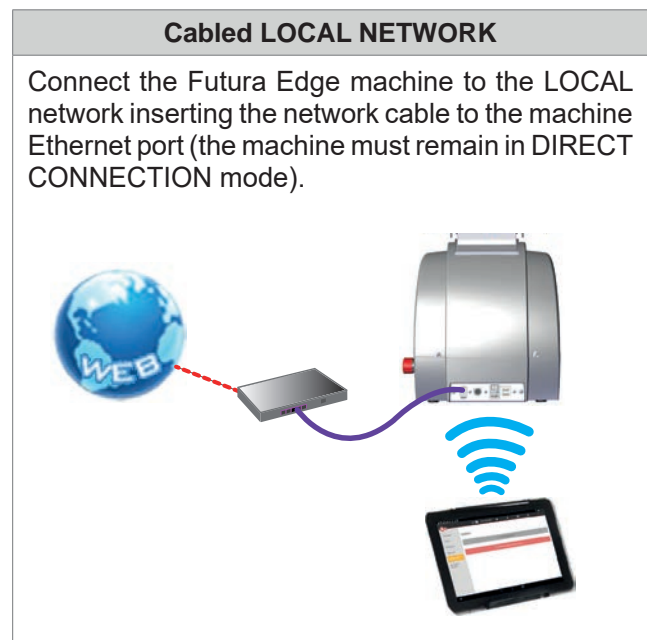 Cabled LOCAL NETWORK
Connect the Futura Edge machine to the LOCAL
network inserting the network cable to the machine
Ethernet port (the machine must remain in DIRECT
CONNECTION mode).
WEB